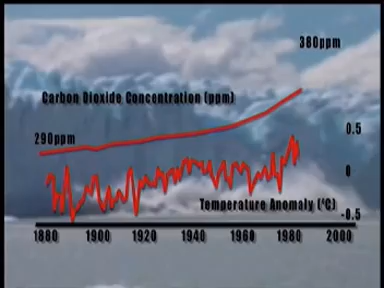 380ppm
Carbon Dioxide Concentration (ppm)
290ppm
0.5
0
Temperature Anomaly (°C)
-0.5
1880 1900 1920 1940 1960 1980 2000